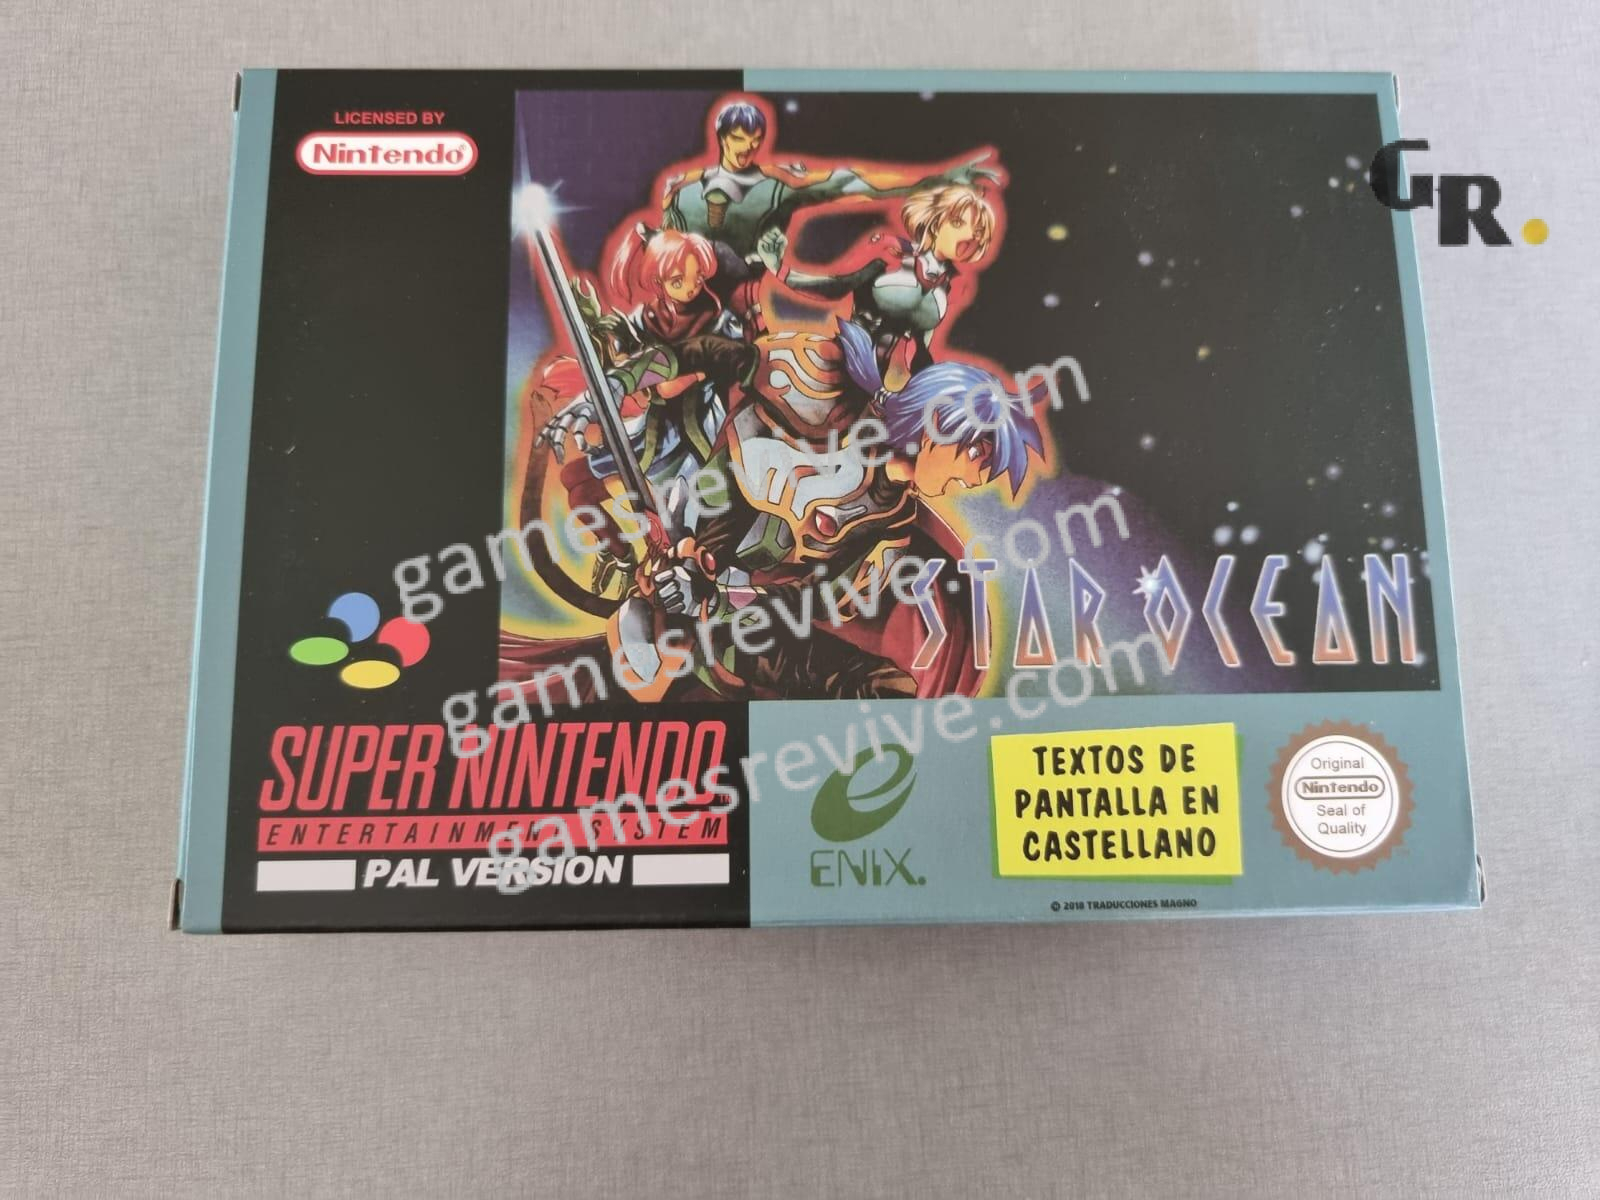 LICENSED BY
Nintendo®
GR.
gamesrevive.com
gamesrevive.com
gamesrevive.com
STAR OCEAN
SUPER NINTENDO
ENTERTAINMENT SYSTEM
PAL VERSION
ENIX.
TEXTOS DE
PANTALLA EN
CASTELLANO
Original
Nintendo
Seal of
Quality
© 2018 TRADUCCIONES MAGNO